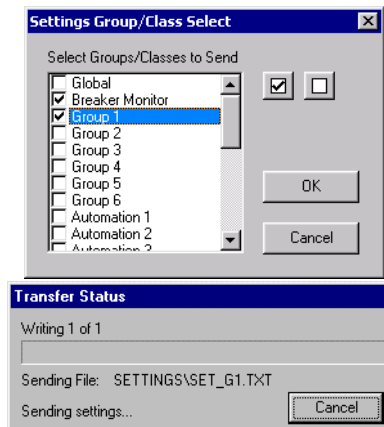 Settings Group/Class Select
Select Groups/Classes to Send
Global
Breaker Monitor
Group 1
Group 2
Group 3
Group 4
Group 5
Group 6
Automation 1
Automation 2
Automation 3
OK
Cancel
Transfer Status
Writing 1 of 1
Sending File: SETTINGS\SET_G1.TXT
Sending settings...
Cancel